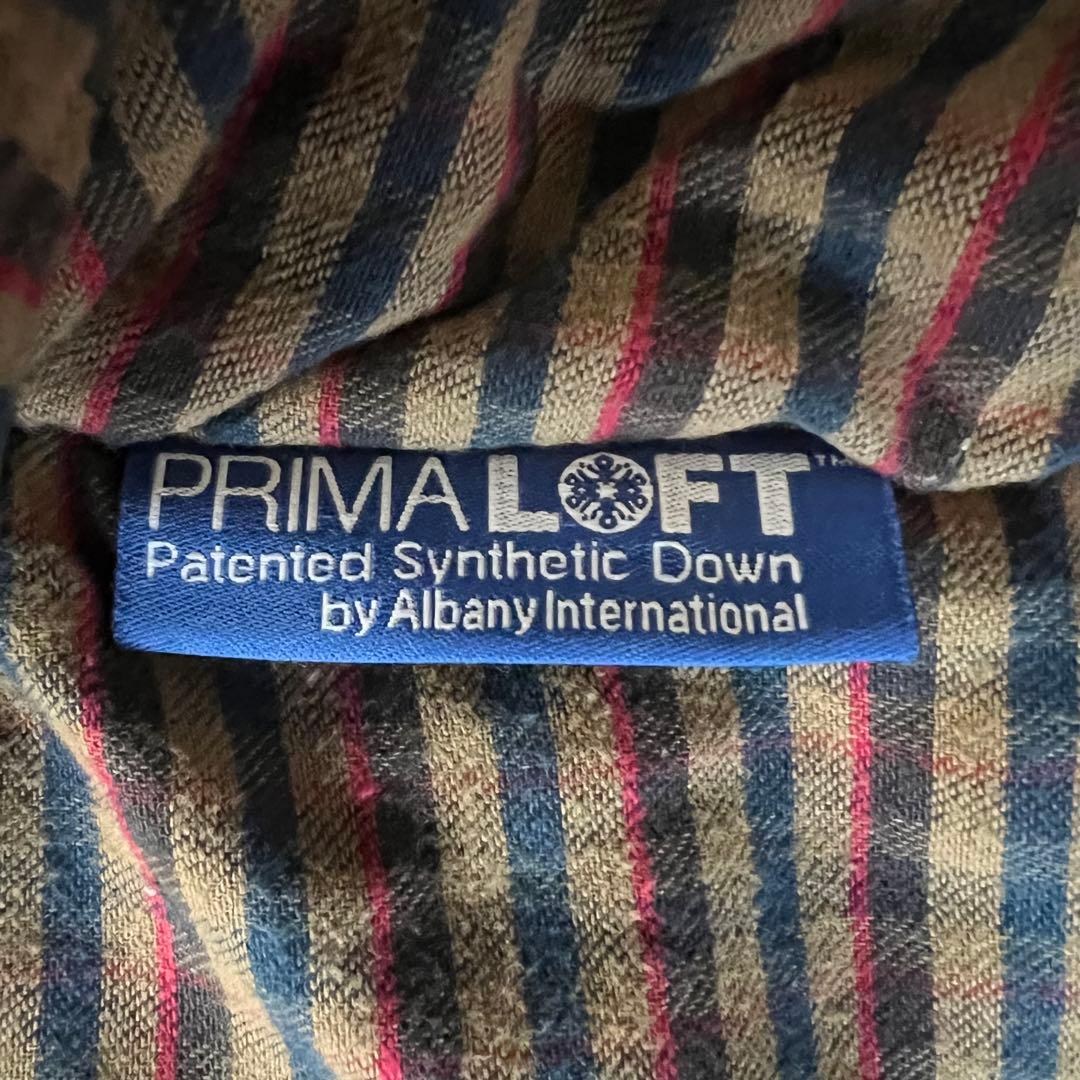 PRIMALOFT™
Patented Synthetic Down
by Albany International